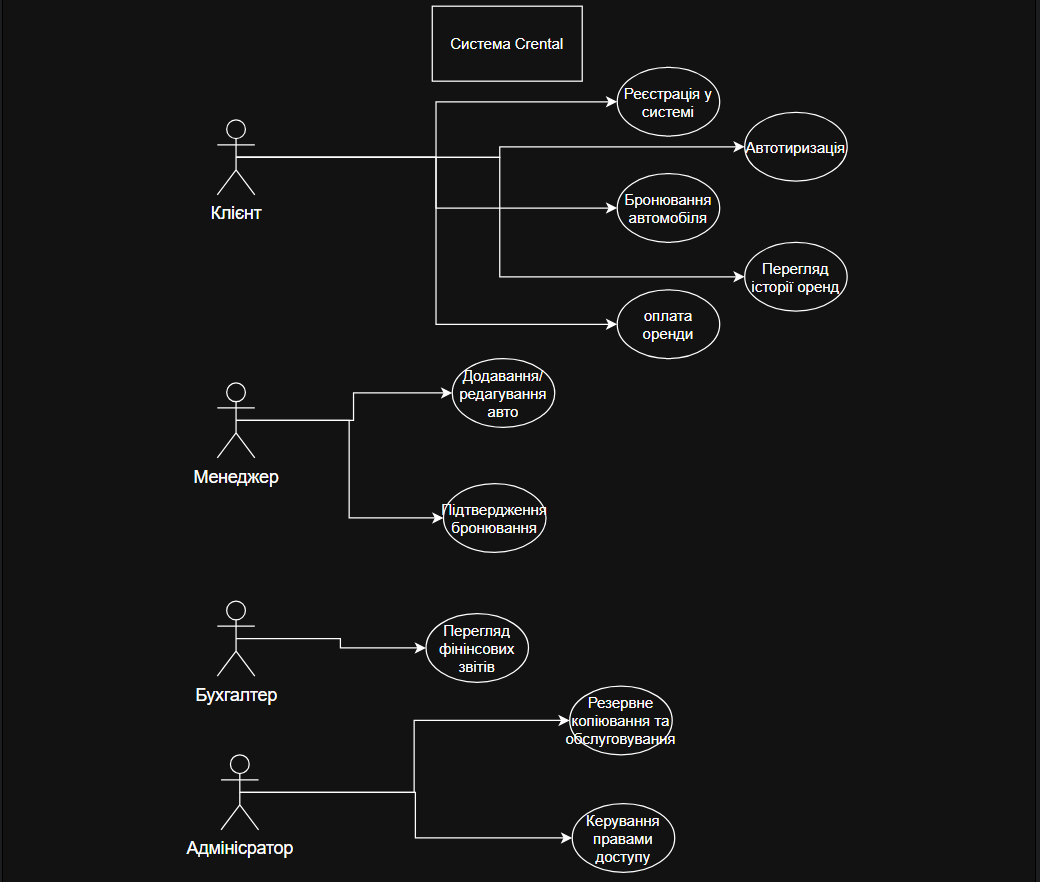 Система Crental
Реєстрація у
системі
Автотиризація
Бронювання
автомобіля
Клієнт
Перегляд
історії оренд
оплата
оренди
Додавання/
редагування
авто
Менеджер
Підтвердження
бронювання
Перегляд
фінінсових
звітів
Бухгалтер
Резервне
копіювання та
обслуговування
Адмінісратор
Керування
правами
доступу